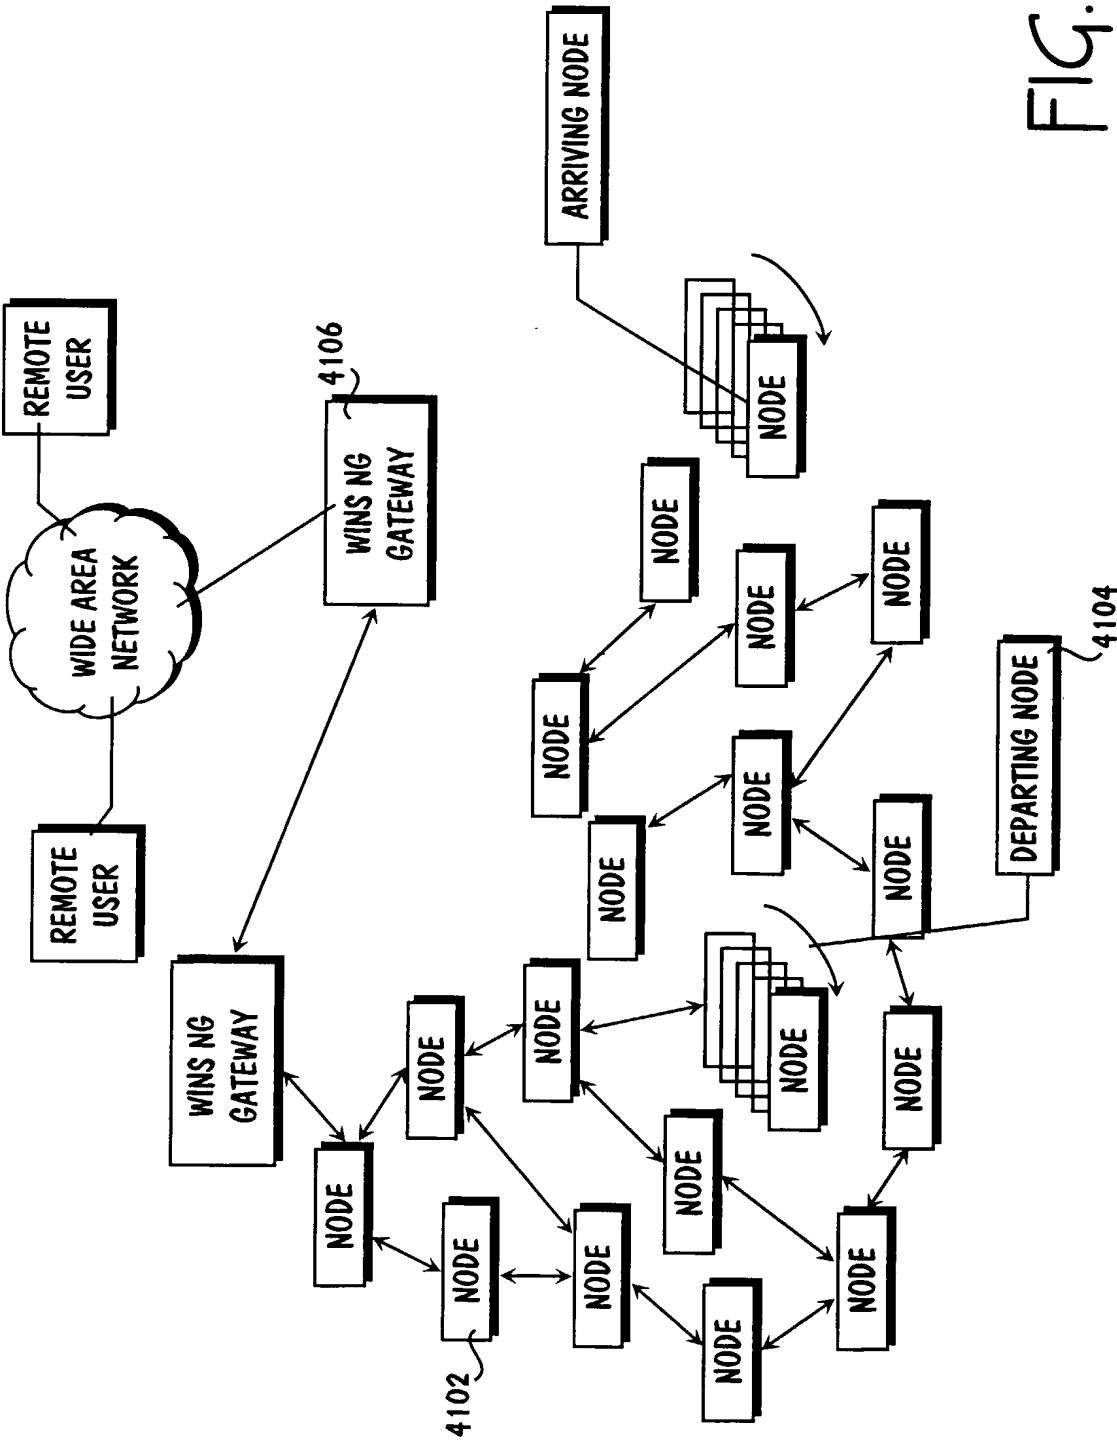 REMOTE
USER
WIDE AREA
NETWORK
REMOTE
USER
WINS NG
GATEWAY
4106
WINS NG
GATEWAY
NODE
NODE
4102
NODE
NODE
NODE
ARRIVING NODE
NODE
NODE
NODE
NODE
NODE
NODE
NODE
NODE
NODE
NODE
NODE
NODE
NODE
DEPARTING NODE
4104
FIG.